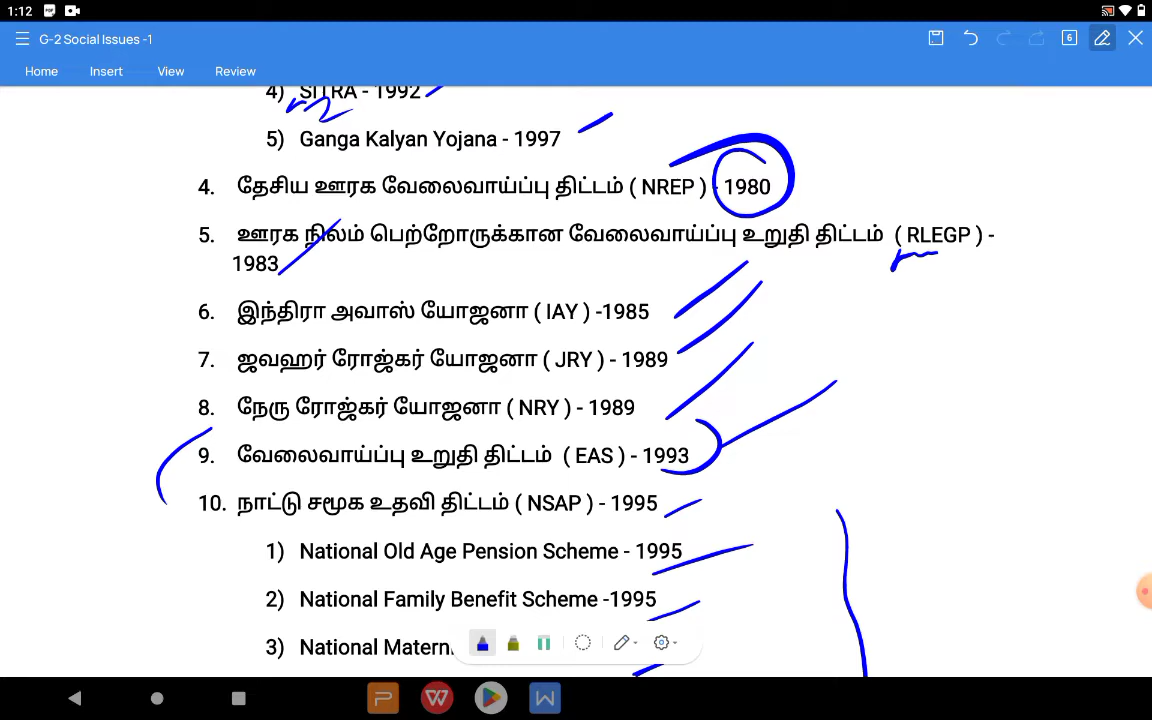 1:12
G-2 Social Issues -1
6
Home Insert View Review
4) SITRA - 1992
5) Ganga Kalyan Yojana - 1997
4. தேசிய ஊரக வேலைவாய்ப்பு திட்டம் ( NREP ) - 1980
5. ஊரக நிலம் பெற்றோருக்கான வேலைவாய்ப்பு உறுதி திட்டம் ( RLEGP ) -
1983
6. இந்திரா அவாஸ் யோஜனா ( IAY ) -1985
7. ஜவஹர் ரோஜ்கர் யோஜனா ( JRY ) - 1989
8. நேரு ரோஜ்கர் யோஜனா ( NRY ) - 1989
9. வேலைவாய்ப்பு உறுதி திட்டம் ( EAS ) - 1993
10. நாட்டு சமூக உதவி திட்டம் ( NSAP ) - 1995
1) National Old Age Pension Scheme - 1995
2) National Family Benefit Scheme -1995
3) National